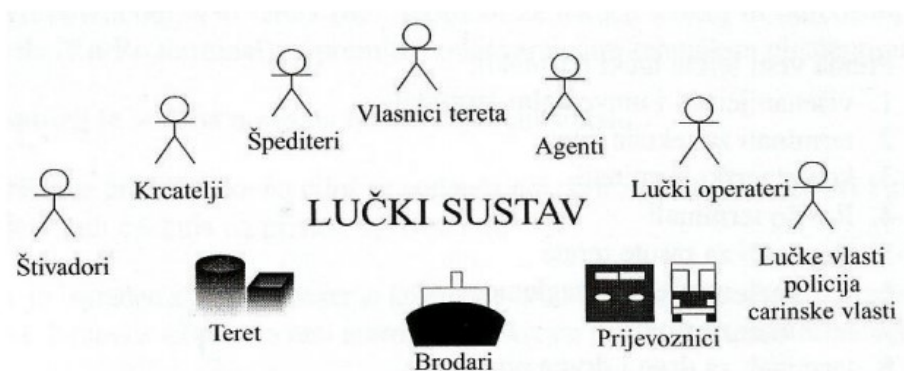 Vlasnici tereta
Špediteri
Agenti
Krcatelji
Lučki operateri
LUČKI SUSTAV
Štivadori
Lučke vlasti
policija
carinske vlasti
Teret
Prijevoznici
Brodari